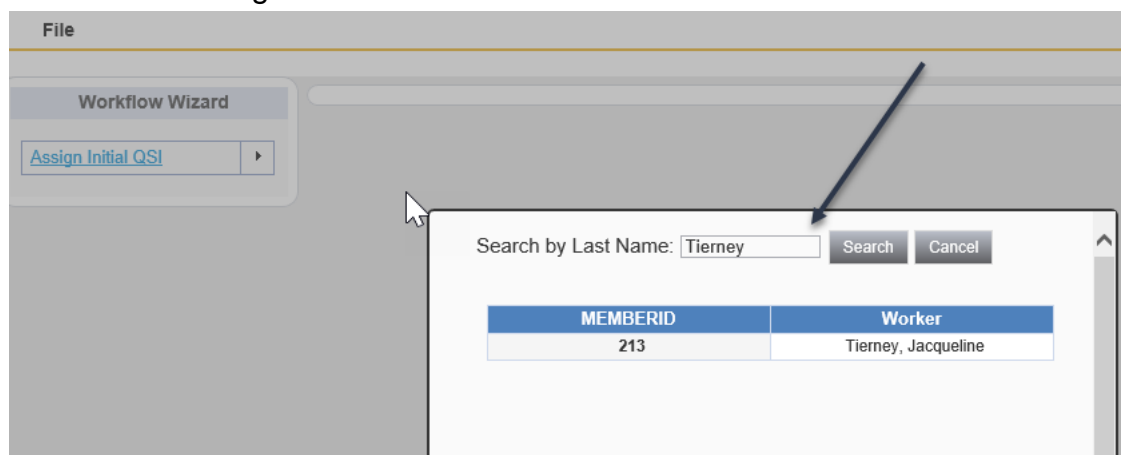 File
Workflow Wizard
Assign Initial QSI
Search by Last Name: Tierney Search Cancel
MEMBERID Worker
213 Tierney, Jacqueline